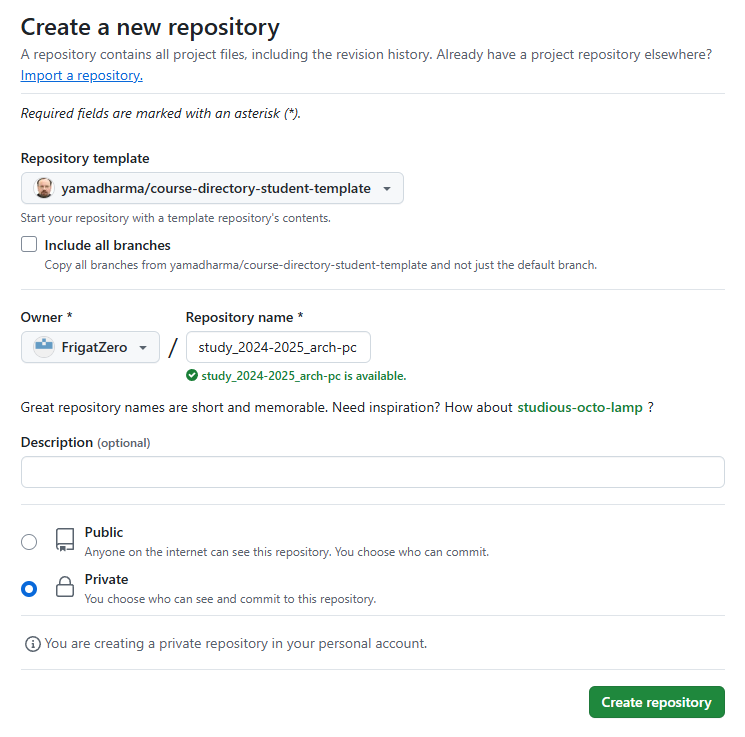 Create a new repository
A repository contains all project files, including the revision history. Already have a project repository elsewhere?
Import a repository.
Required fields are marked with an asterisk (*).
Repository template
yamadharma/course-directory-student-template
Start your repository with a template repository's contents.
Include all branches
Copy all branches from yamadharma/course-directory-student-template and not just the default branch.
Owner * Repository name *
FrigatZero / study_2024-2025_arch-pc
study_2024-2025_arch-pc is available.
Great repository names are short and memorable. Need inspiration? How about studious-octo-lamp ?
Description (optional)
Public
Anyone on the internet can see this repository. You choose who can commit.
Private
You choose who can see and commit to this repository.
You are creating a private repository in your personal account.
Create repository